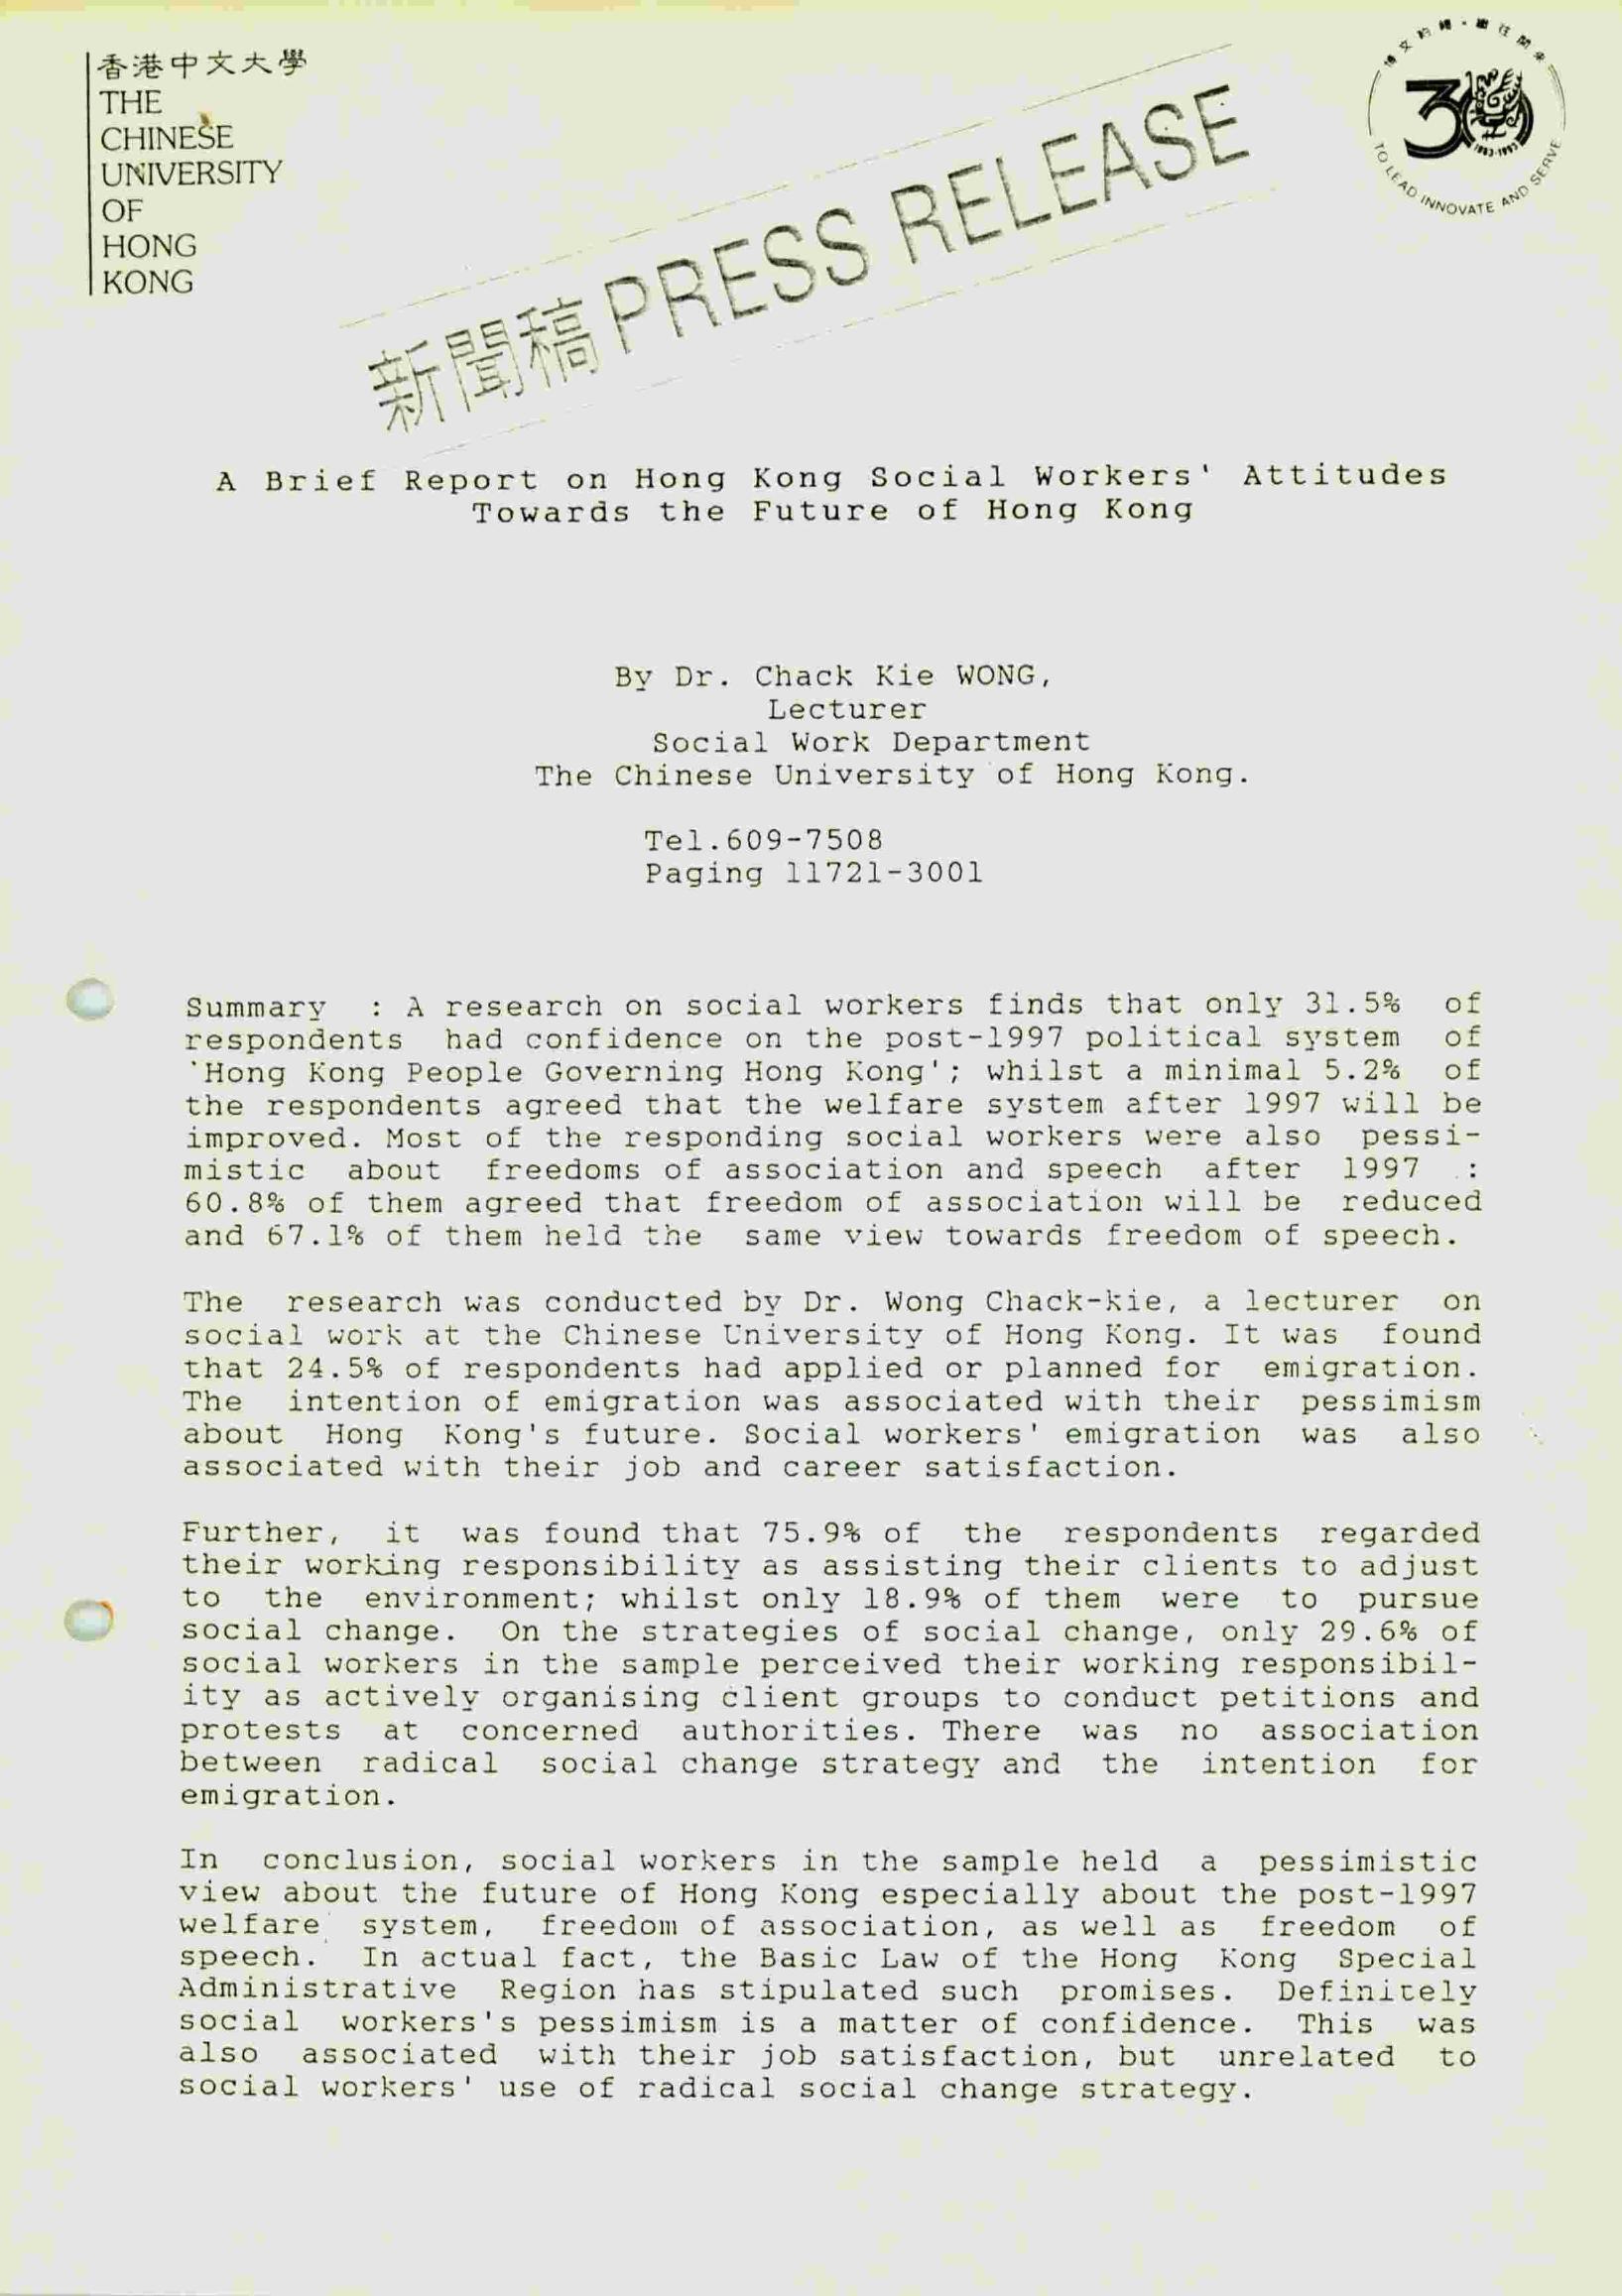 香港中文大學
THE
CHINESE
UNIVERSITY
OF
HONG
KONG
新聞稿 PRESS RELEASE
30
1963-1993
TO LEAD INNOVATE AND SERVE
A Brief Report on Hong Kong Social Workers' Attitudes
Towards the Future of Hong Kong
By Dr. Chack Kie WONG,
Lecturer
Social Work Department
The Chinese University of Hong Kong.
Tel.609-7508
Paging 11721-3001
Summary : A research on social workers finds that only 31.5% of
respondents had confidence on the post-1997 political system of
`Hong Kong People Governing Hong Kong'; whilst a minimal 5.2% of
the respondents agreed that the welfare system after 1997 will be
improved. Most of the responding social workers were also pessi-
mistic about freedoms of association and speech after 1997 :
60.8% of them agreed that freedom of association will be reduced
and 67.1% of them held the same view towards freedom of speech.
The research was conducted by Dr. Wong Chack-kie, a lecturer on
social work at the Chinese University of Hong Kong. It was found
that 24.5% of respondents had applied or planned for emigration.
The intention of emigration was associated with their pessimism
about Hong Kong's future. Social workers' emigration was also
associated with their job and career satisfaction.
Further, it was found that 75.9% of the respondents regarded
their working responsibility as assisting their clients to adjust
to the environment; whilst only 18.9% of them were to pursue
social change. On the strategies of social change, only 29.6% of
social workers in the sample perceived their working responsibil-
ity as actively organising client groups to conduct petitions and
protests at concerned authorities. There was no association
between radical social change strategy and the intention for
emigration.
In conclusion, social workers in the sample held a pessimistic
view about the future of Hong Kong especially about the post-1997
welfare system, freedom of association, as well as freedom of
speech. In actual fact, the Basic Law of the Hong Kong Special
Administrative Region has stipulated such promises. Definitely
social workers's pessimism is a matter of confidence. This was
also associated with their job satisfaction, but unrelated to
social workers' use of radical social change strategy.